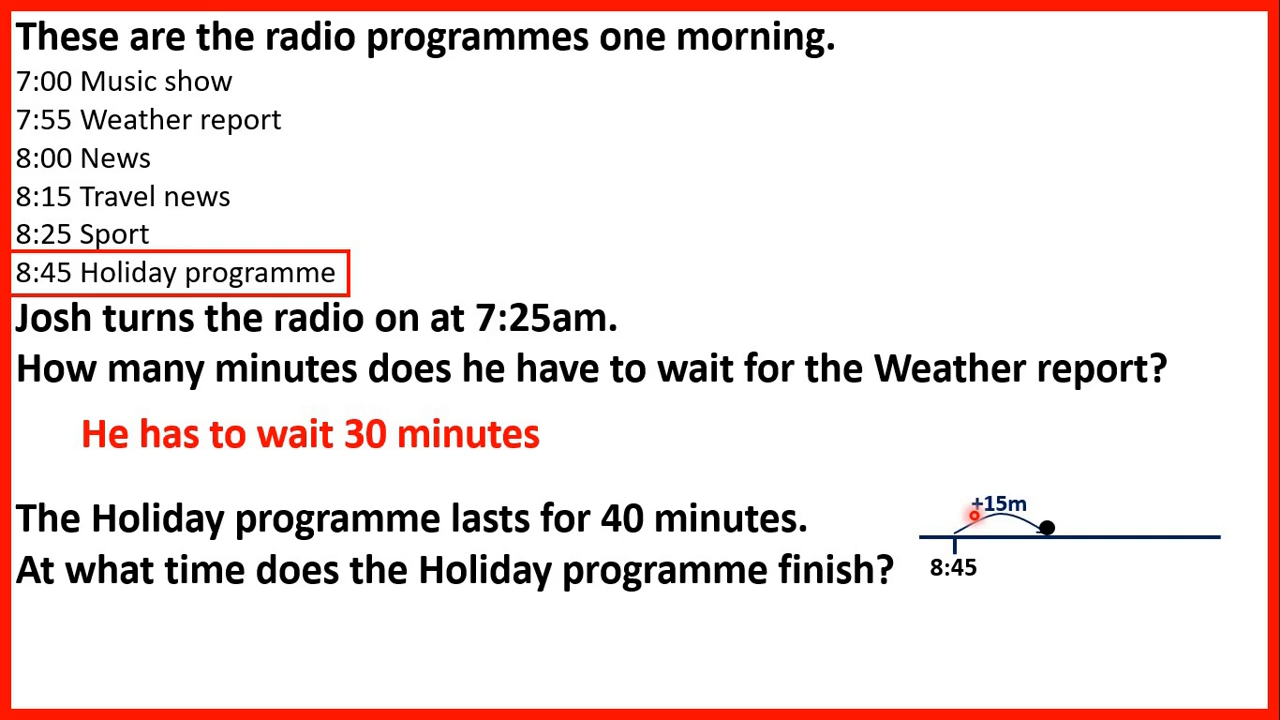 These are the radio programmes one morning.
7:00 Music show
7:55 Weather report
8:00 News
8:15 Travel news
8:25 Sport
8:45 Holiday programme
Josh turns the radio on at 7:25am.
How many minutes does he have to wait for the Weather report?
He has to wait 30 minutes
The Holiday programme lasts for 40 minutes.
At what time does the Holiday programme finish?
+15m
8:45